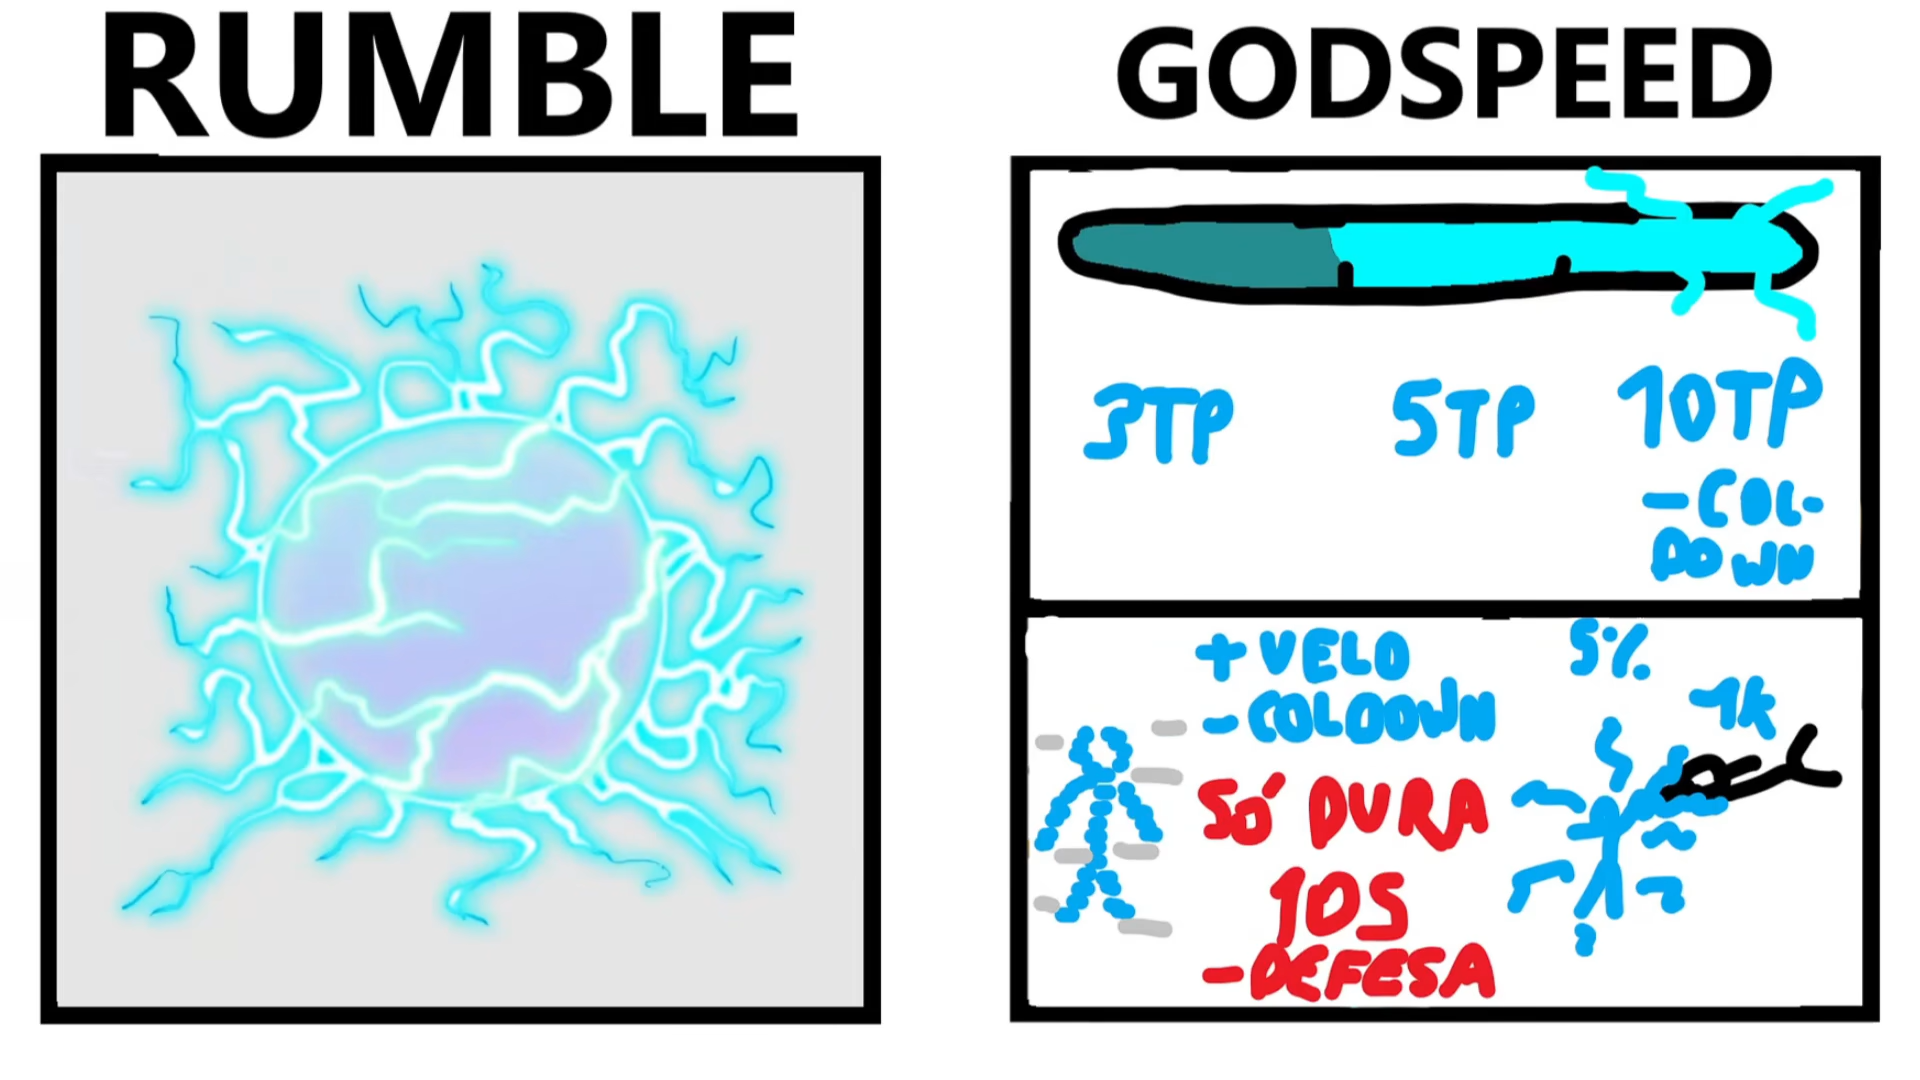 RUMBLE
GODSPEED
3TP
5TP
10TP
-COL-
DOWN
+VELO
-COLDOWN
SÓ DURA
10S
-DEFESA
5%
-1K